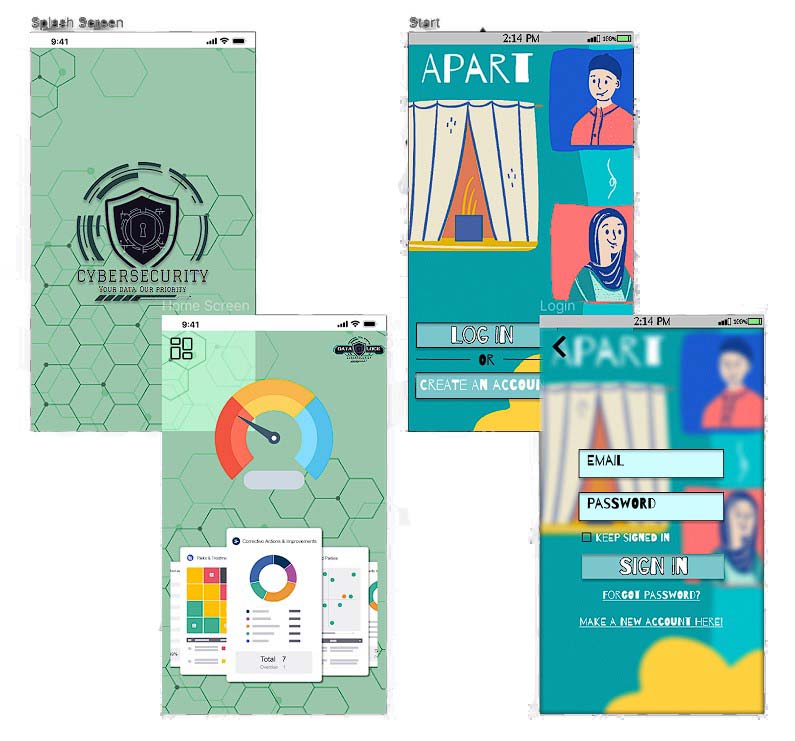 Splash Screen
9:41
CYBERSECURITY
YOUR DATA. OUR PRIORITY
Home Screen
9:41
DATA LOCK
Corrective Actions & Improvements
Risks & Treatme
d Parties
Total 7
Overdue 1
Start
2:14 PM
100%
APART
LOG IN
OR
CREATE AN ACCOU
Login
2:14 PM
100%
APART
EMAIL
PASSWORD
KEEP SIGNED IN
SIGN IN
FORGOT PASSWORD?
MAKE A NEW ACCOUNT HERE!